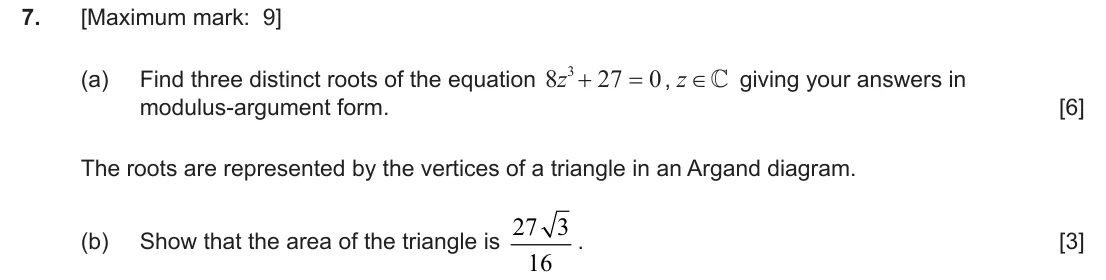 7. [Maximum mark: 9]
(a) Find three distinct roots of the equation 8z³ + 27 = 0, z ∈ ℂ giving your answers in
modulus-argument form. [6]
The roots are represented by the vertices of a triangle in an Argand diagram.
(b) Show that the area of the triangle is 27√3/16. [3]